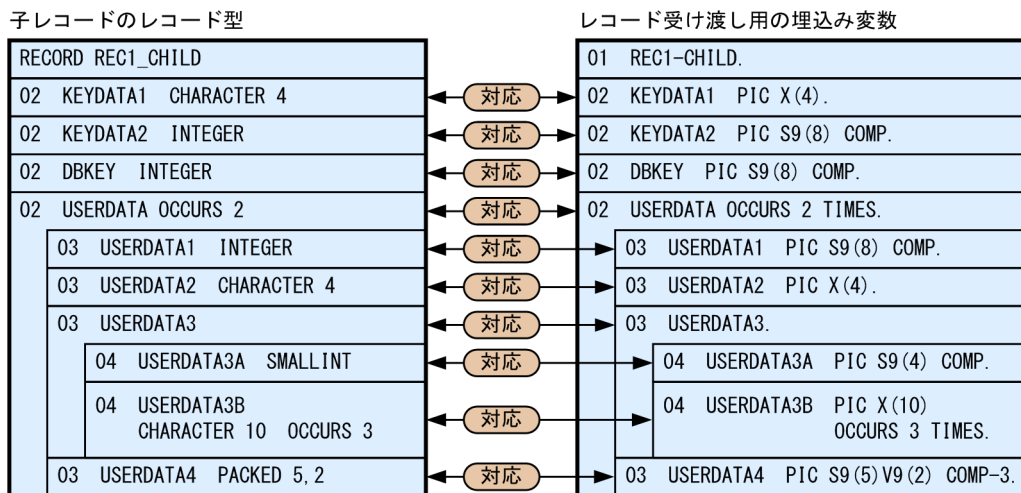 子レコードのレコード型
レコード受け渡し用の埋込み変数
RECORD REC1_CHILD
01 REC1-CHILD.
02 KEYDATA1 CHARACTER 4
対応
02 KEYDATA1 PIC X(4).
02 KEYDATA2 INTEGER
対応
02 KEYDATA2 PIC S9(8) COMP.
02 DBKEY INTEGER
対応
02 DBKEY PIC S9(8) COMP.
02 USERDATA OCCURS 2
対応
02 USERDATA OCCURS 2 TIMES.
03 USERDATA1 INTEGER
対応
03 USERDATA1 PIC S9(8) COMP.
03 USERDATA2 CHARACTER 4
対応
03 USERDATA2 PIC X(4).
03 USERDATA3
対応
03 USERDATA3.
04 USERDATA3A SMALLINT
対応
04 USERDATA3A PIC S9(4) COMP.
04 USERDATA3B
CHARACTER 10 OCCURS 3
対応
04 USERDATA3B PIC X(10)
OCCURS 3 TIMES.
03 USERDATA4 PACKED 5,2
対応
03 USERDATA4 PIC S9(5)V9(2) COMP-3.